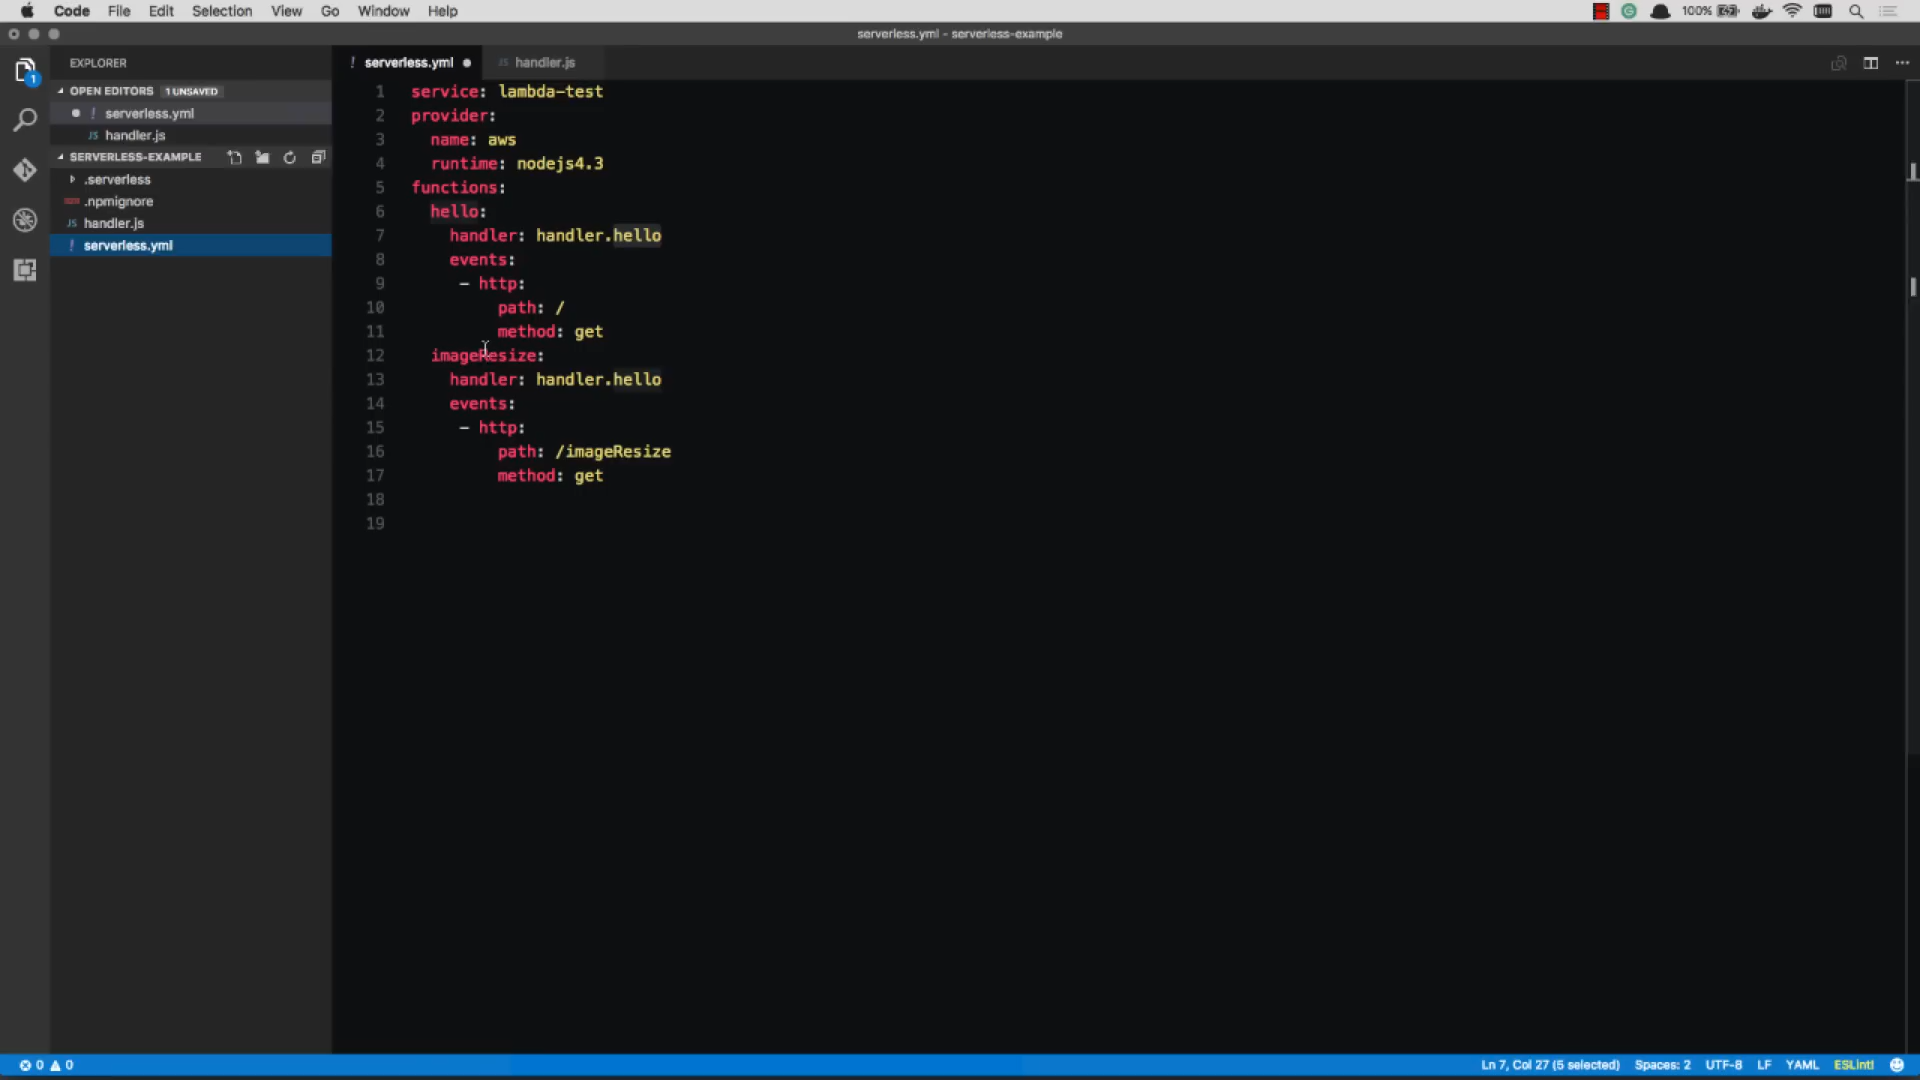 Code File Edit Selection View Go Window Help 100%
serverless.yml - serverless-example
EXPLORER
OPEN EDITORS 1 UNSAVED
! serverless.yml
JS handler.js
SERVERLESS-EXAMPLE
.serverless
.npmignore
JS handler.js
! serverless.yml
! serverless.yml JS handler.js
1 service: lambda-test
2 provider:
3 name: aws
4 runtime: nodejs4.3
5 functions:
6 hello:
7 handler: handler.hello
8 events:
9 - http:
10 path: /
11 method: get
12 imageResize:
13 handler: handler.hello
14 events:
15 - http:
16 path: /imageResize
17 method: get
18
19
0 0 Ln 7, Col 27 (5 selected) Spaces: 2 UTF-8 LF YAML ESLint!
1